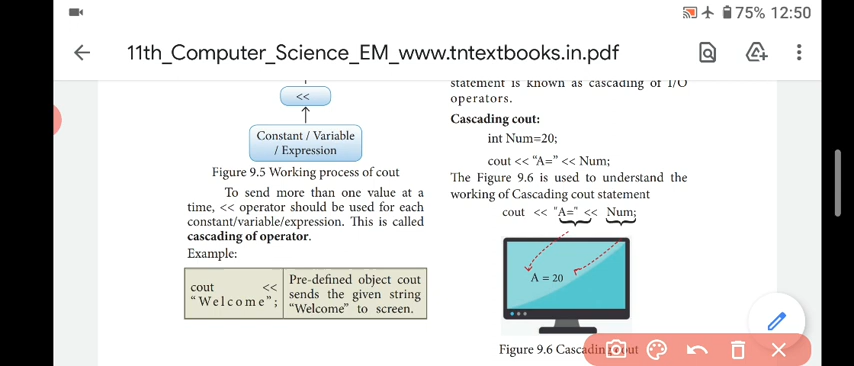 75% 12:50
11th_Computer_Science_EM_www.tntextbooks.in.pdf
<<
Constant / Variable
/ Expression
Figure 9.5 Working process of cout
To send more than one value at a
time, << operator should be used for each
constant/variable/expression. This is called
cascading of operator.
Example:
cout <<
“Welcome”;
Pre-defined object cout
sends the given string
“Welcome” to screen.
statement is known as cascading of I/O
operators.
Cascading cout:
int Num=20;
cout << “A=” << Num;
The Figure 9.6 is used to understand the
working of Cascading cout statement
cout << "A=" << Num;
A = 20
Figure 9.6 Cascading cout